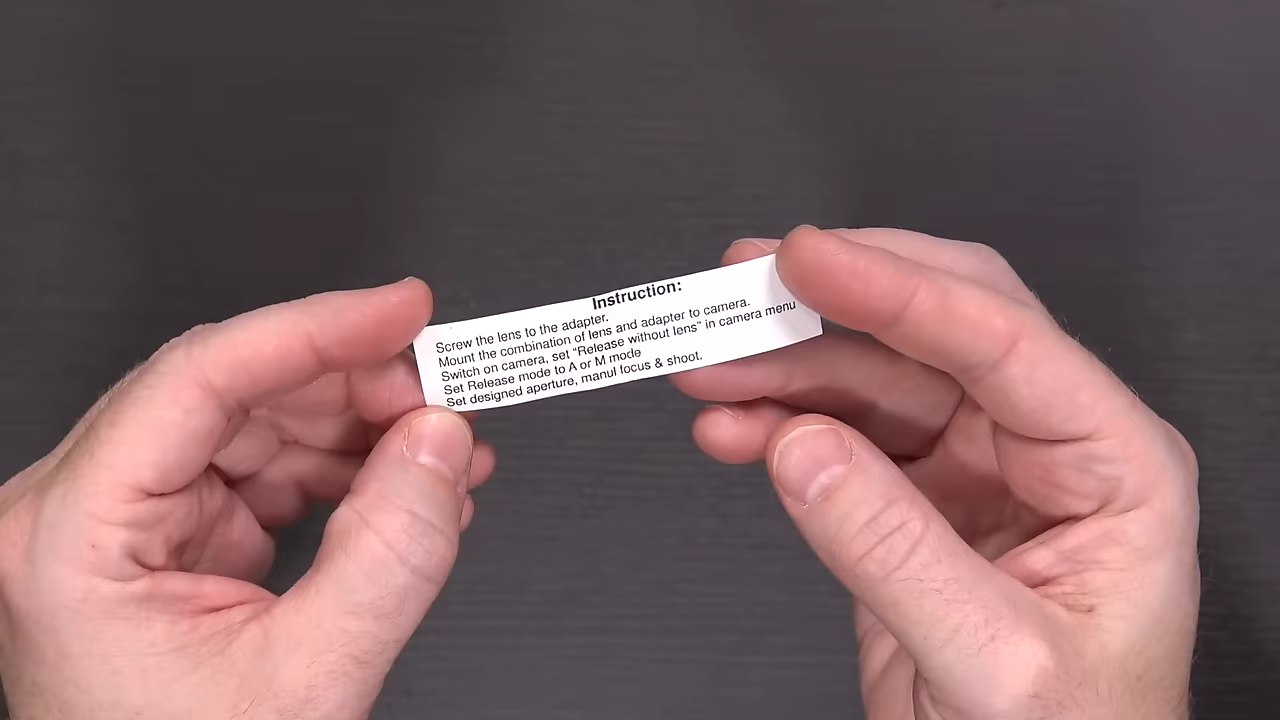 Instruction:
Screw the lens to the adapter.
Mount the combination of lens and adapter to camera.
Switch on camera, set "Release without lens" in camera menu
Set Release mode to A or M mode
Set designed aperture, manul focus & shoot.